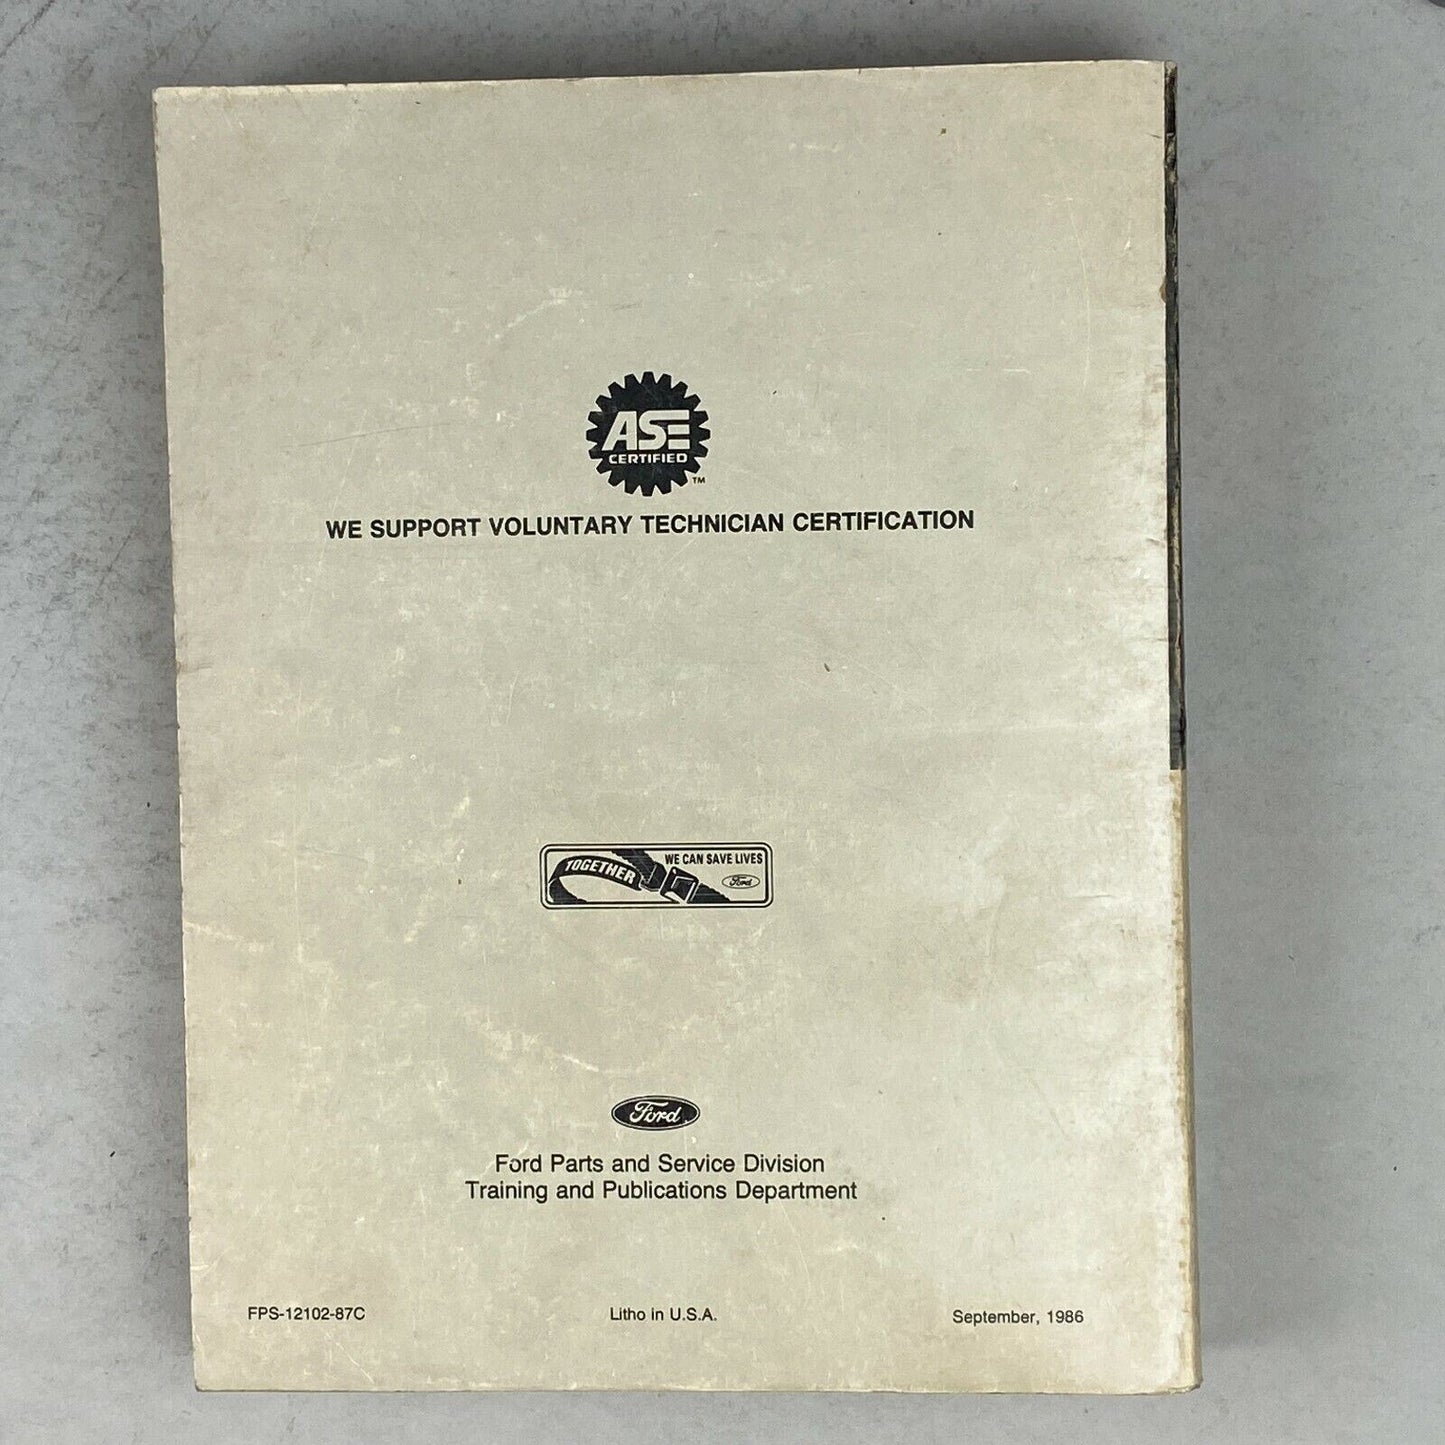 ASE
CERTIFIED
TM
WE SUPPORT VOLUNTARY TECHNICIAN CERTIFICATION
TOGETHER
WE CAN SAVE LIVES
Ford
Ford
Ford Parts and Service Division
Training and Publications Department
FPS-12102-87C
Litho in U.S.A.
September, 1986